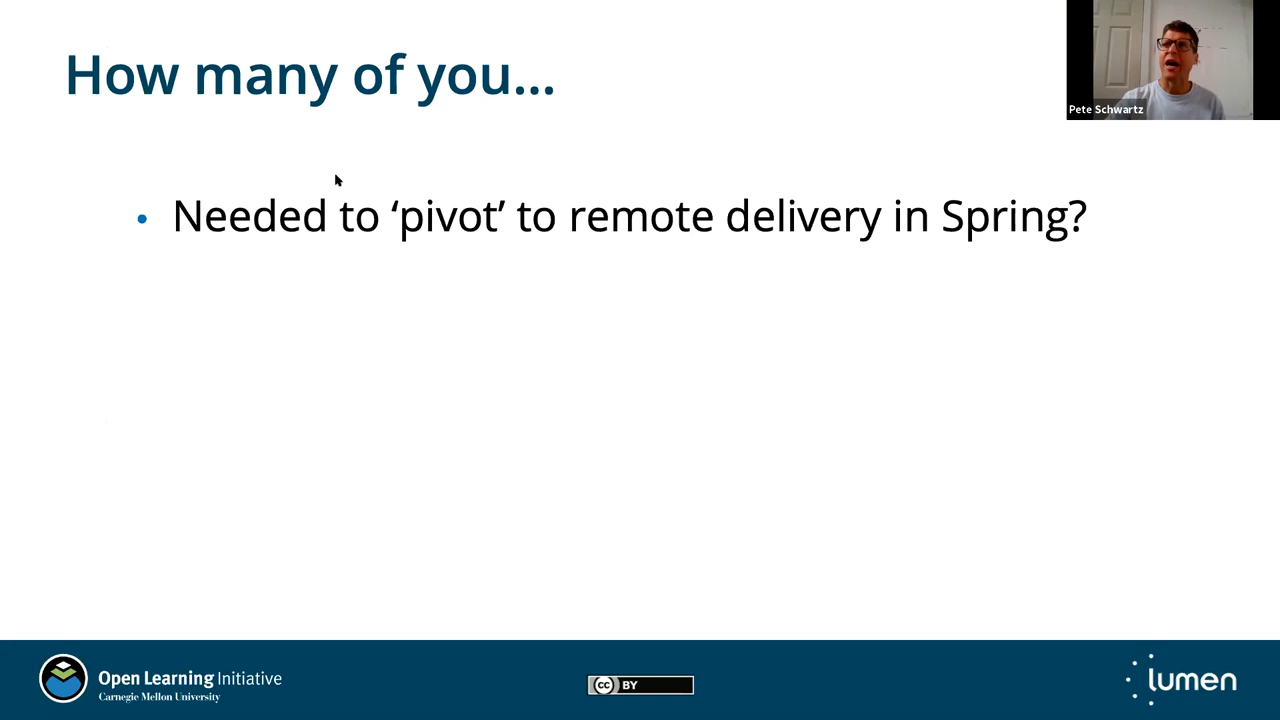 How many of you...
Pete Schwartz
• Needed to ‘pivot’ to remote delivery in Spring?
Open Learning Initiative
Carnegie Mellon University
cc BY
lumen